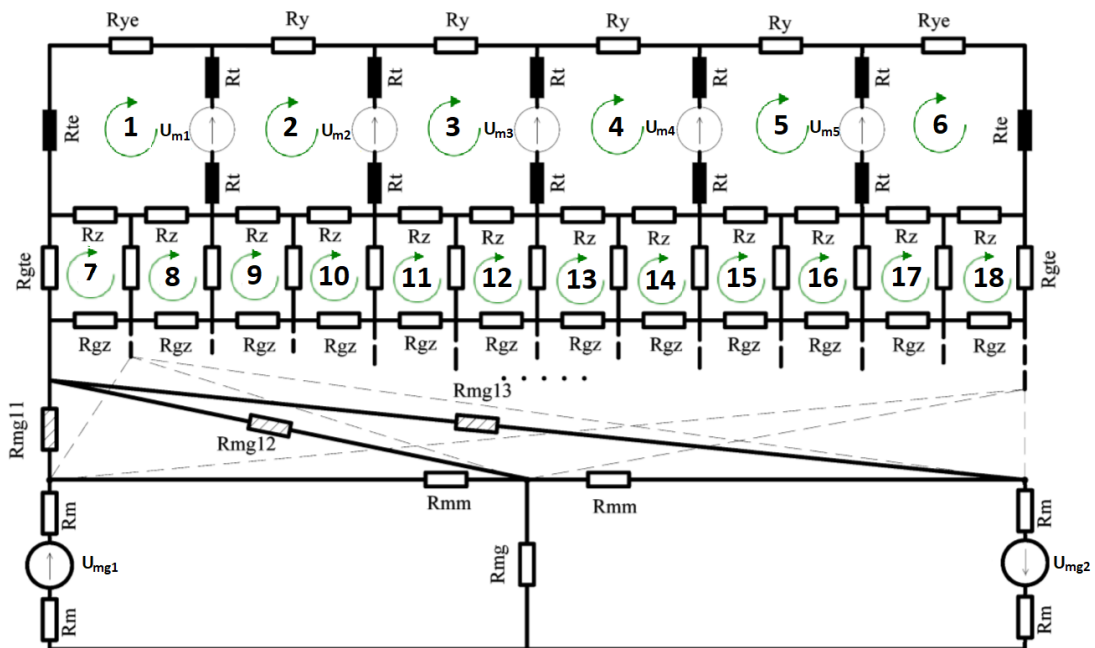 Rye Ry Ry Ry Ry Rye
Rt Rt Rt Rt Rt
Rte 1 Um1 2 Um2 3 Um3 4 Um4 5 Um5 6 Rte
Rt Rt Rt Rt Rt
Rz Rz Rz Rz Rz Rz Rz Rz Rz Rz Rz Rz
Rgte 7 8 9 10 11 12 13 14 15 16 17 18 Rgte
Rgz Rgz Rgz Rgz Rgz Rgz Rgz Rgz Rgz Rgz Rgz Rgz
. . . . . .
Rmg13
Rmg11 Rmg12
Rmm Rmm
Rm Rm
Umg1 Rmg Umg2
Rm Rm